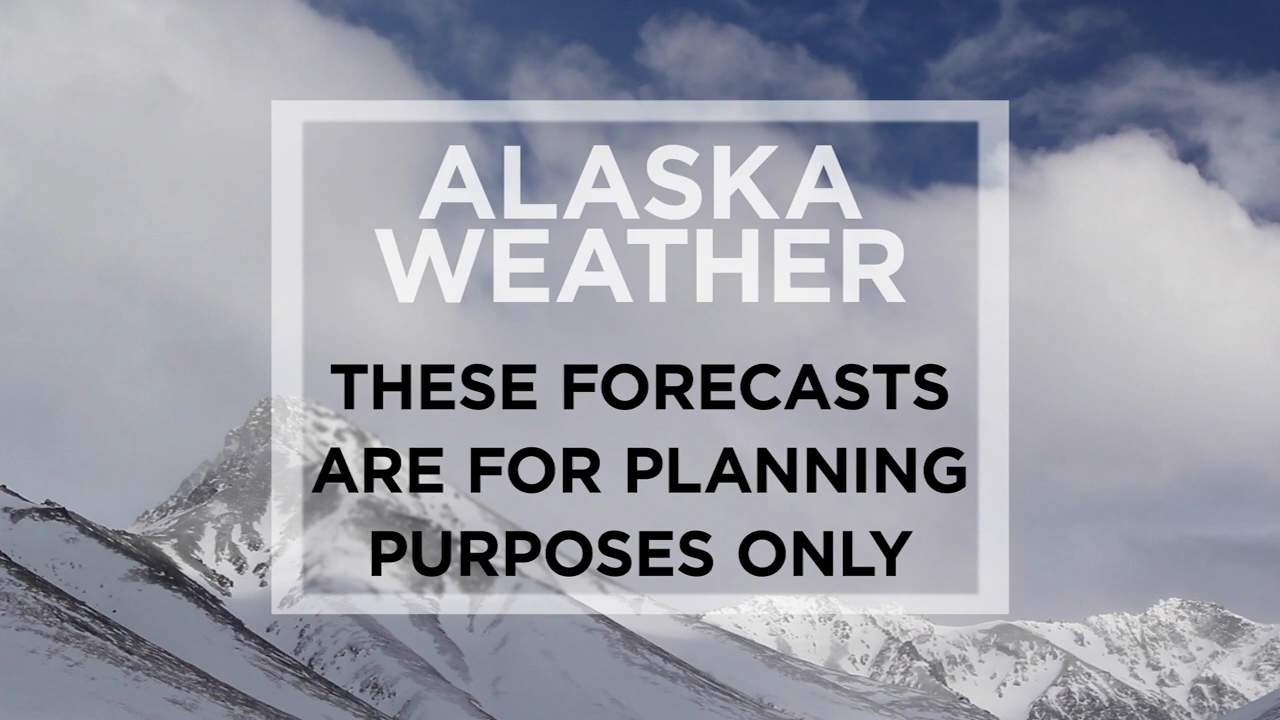 ALASKA
WEATHER
THESE FORECASTS
ARE FOR PLANNING
PURPOSES ONLY